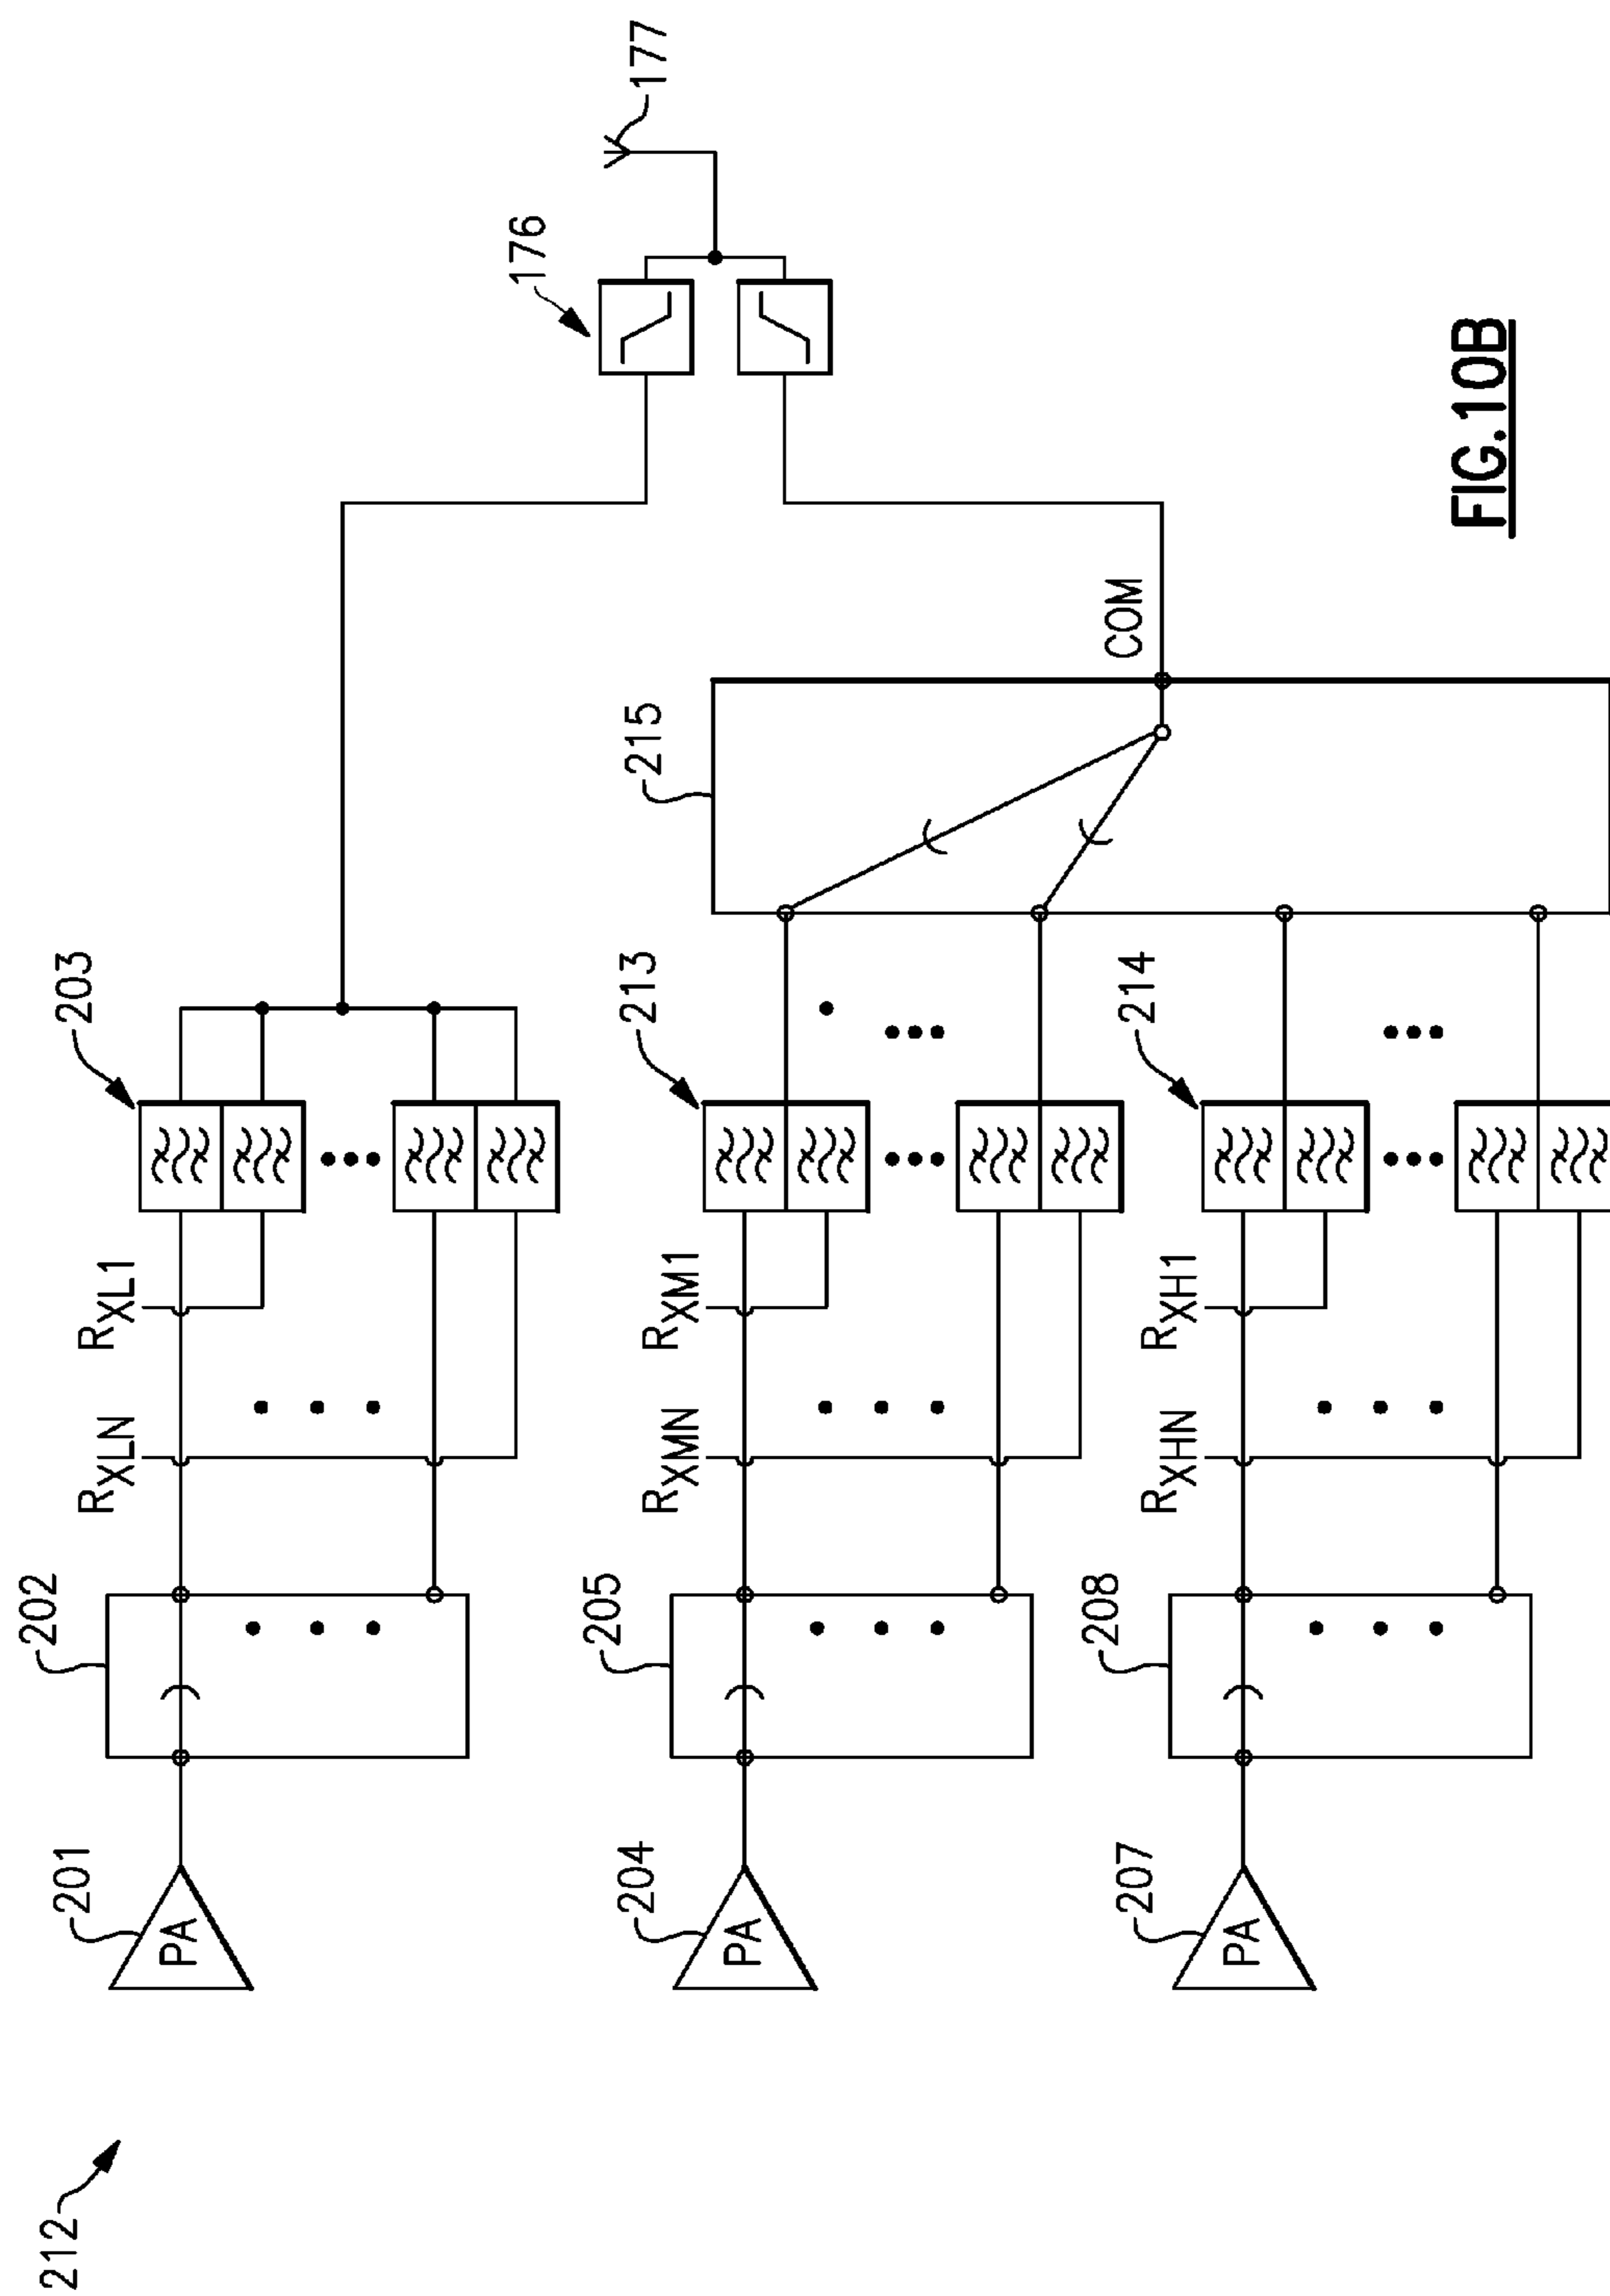 212
201
PA
202
RXLN
RXL1
203
176
177
204
PA
205
RXMN
RXM1
213
215
COM
207
PA
208
RXHN
RXH1
214
FIG.10B